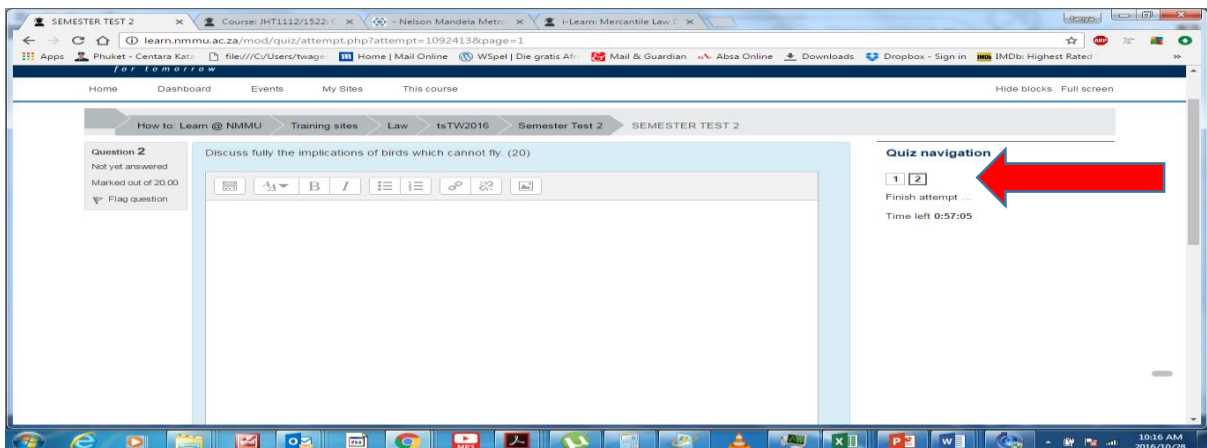 SEMESTER TEST 2
Course: JHT1112/1522: C
- Nelson Mandela Metro
i-Learn: Mercantile Law
learn.nmmu.ac.za/mod/quiz/attempt.php?attempt=1092413&page=1
Apps Phuket - Centara Kata file:///C:/Users/twage Home | Mail Online WSpel | Die gratis Afr Mail & Guardian Absa Online Downloads Dropbox - Sign in IMDb: Highest Rated »
for tomorrow
Home Dashboard Events My Sites This course Hide blocks Full screen
How to: Learn @ NMMU Training sites Law tsTW2016 Semester Test 2 SEMESTER TEST 2
Question 2
Not yet answered
Marked out of 20.00
Flag question
Discuss fully the implications of birds which cannot fly. (20)
B I
Quiz navigation
1 2
Finish attempt ...
Time left 0:57:05
10:16 AM
2016/10/28